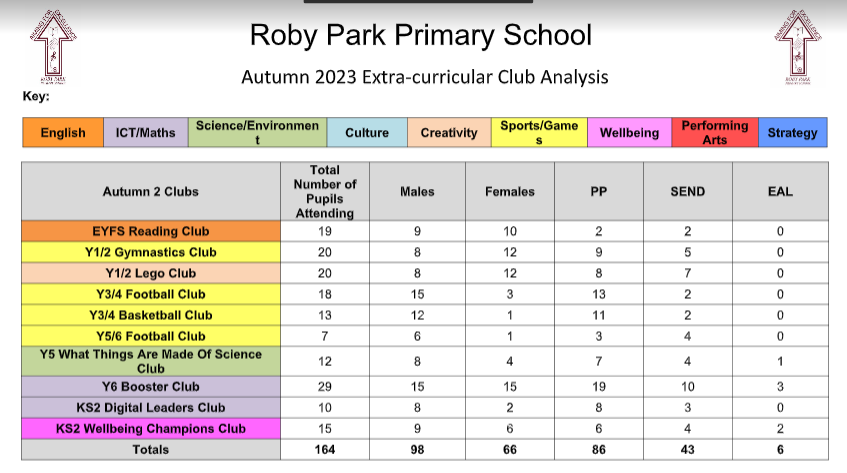 Roby Park Primary School
Autumn 2023 Extra-curricular Club Analysis
Key:
English ICT/Maths Science/Environmen Culture Creativity Sports/Game Wellbeing Performing Strategy
t s Arts
Autumn 2 Clubs Total Number of Pupils Attending Males Females PP SEND EAL
EYFS Reading Club 19 9 10 2 2 0
Y1/2 Gymnastics Club 20 8 12 9 5 0
Y1/2 Lego Club 20 8 12 8 7 0
Y3/4 Football Club 18 15 3 13 2 0
Y3/4 Basketball Club 13 12 1 11 2 0
Y5/6 Football Club 7 6 1 3 4 0
Y5 What Things Are Made Of Science Club 12 8 4 7 4 1
Y6 Booster Club 29 15 15 19 10 3
KS2 Digital Leaders Club 10 8 2 8 3 0
KS2 Wellbeing Champions Club 15 9 6 6 4 2
Totals 164 98 66 86 43 6